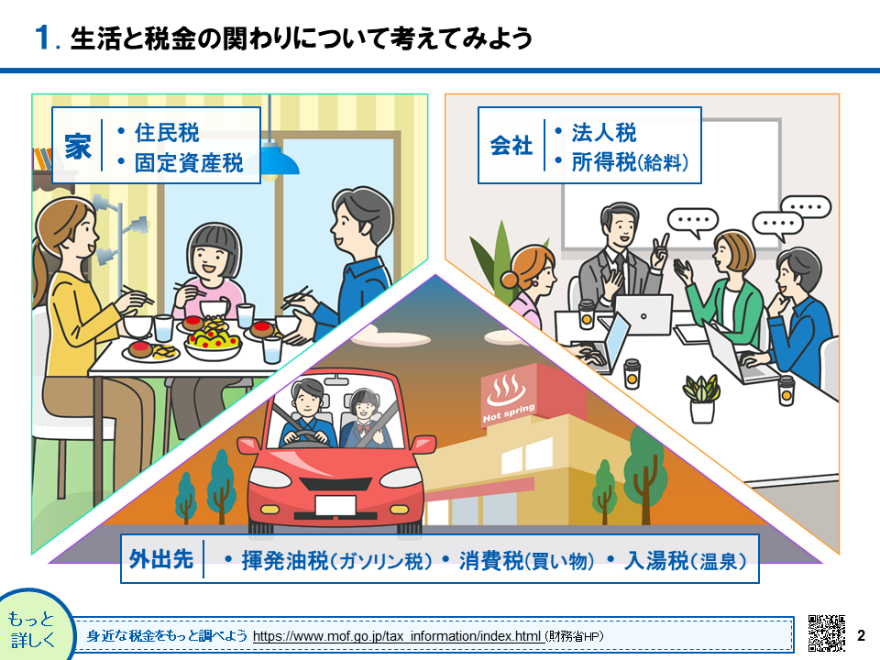 1. 生活と税金の関わりについて考えてみよう
家
• 住民税
• 固定資産税
会社
• 法人税
• 所得税(給料)
Hot spring
外出先
• 揮発油税(ガソリン税) • 消費税(買い物) • 入湯税(温泉)
もっと
詳しく
身近な税金をもっと調べよう https://www.mof.go.jp/tax_information/index.html (財務省HP)
2